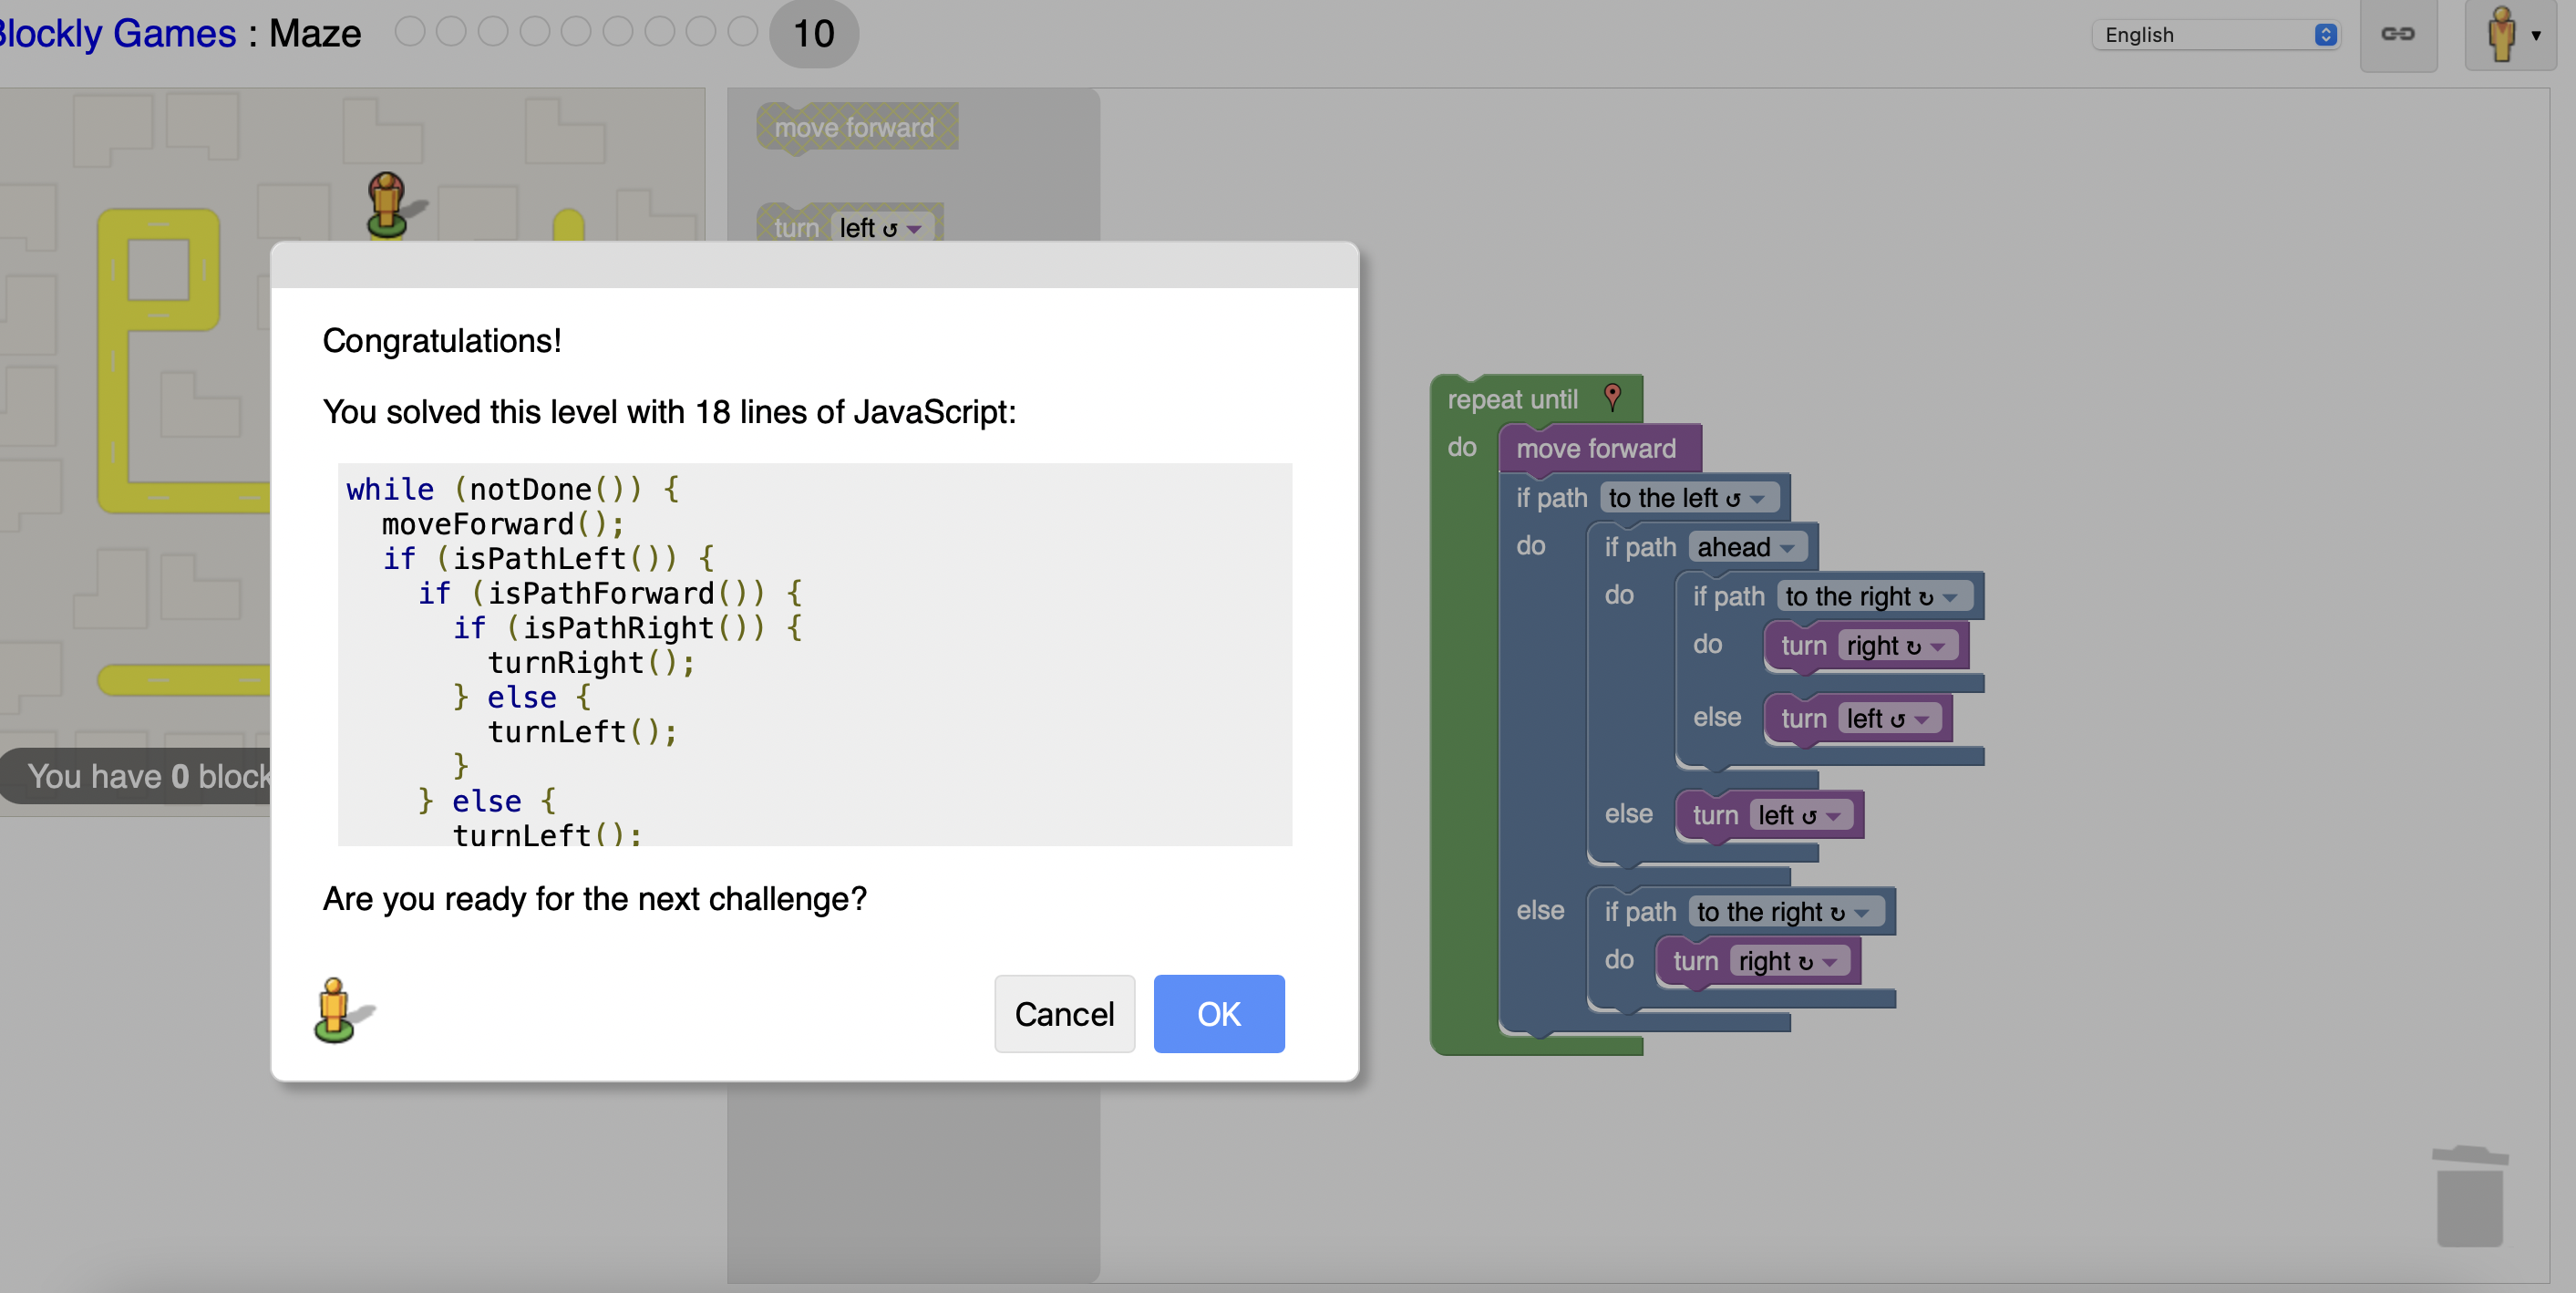 Blockly Games : Maze 10 English
move forward
turn left ↺
Congratulations!
You solved this level with 18 lines of JavaScript:
while (notDone()) {
  moveForward();
  if (isPathLeft()) {
    if (isPathForward()) {
      if (isPathRight()) {
        turnRight();
      } else {
        turnLeft();
      }
    } else {
      turnLeft();
Are you ready for the next challenge?
Cancel OK
You have 0 block
repeat until
do move forward
if path to the left ↺
do if path ahead
do if path to the right ↻
do turn right ↻
else turn left ↺
else turn left ↺
else if path to the right ↻
do turn right ↻